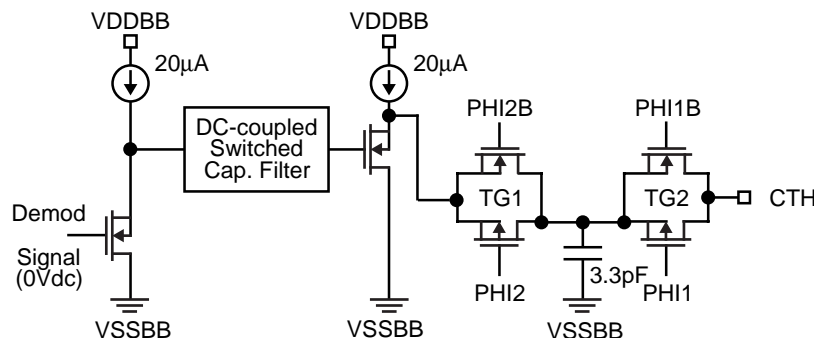 VDDBB
20μA
Demod
Signal
(0Vdc)
VSSBB
DC-coupled
Switched
Cap. Filter
VDDBB
20μA
VSSBB
PHI2B
TG1
PHI2
3.3pF
VSSBB
PHI1B
TG2
PHI1
CTH